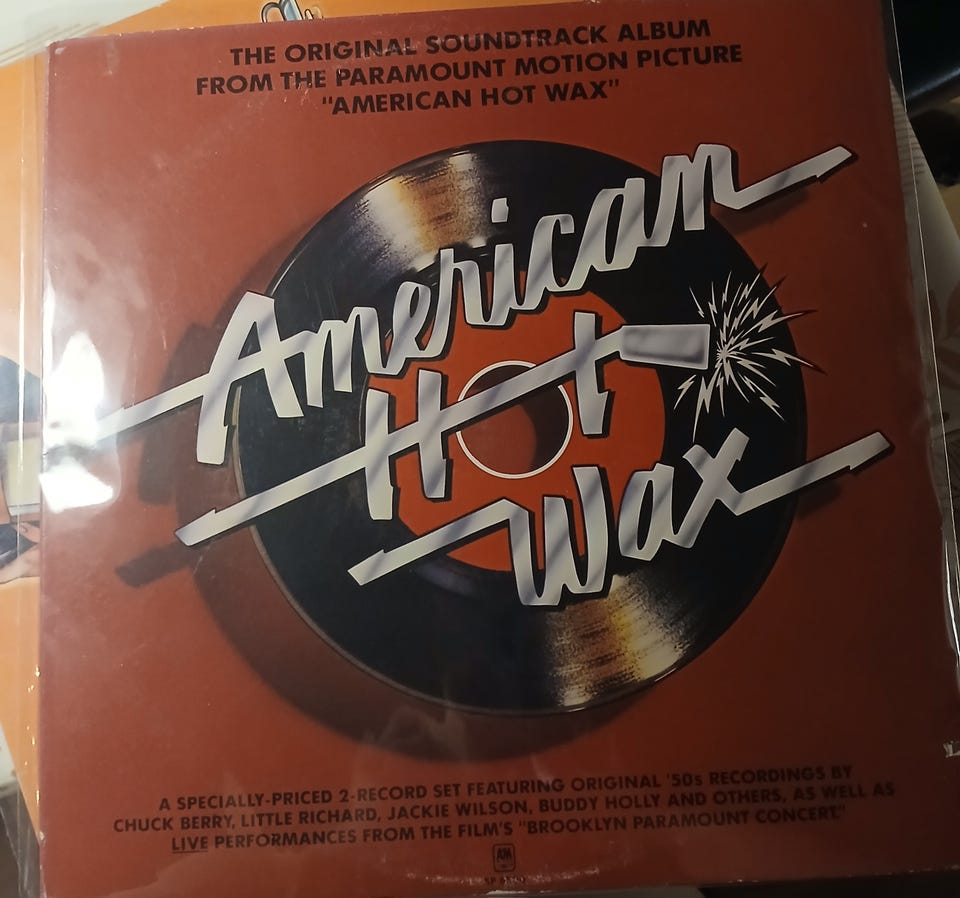 THE ORIGINAL SOUNDTRACK ALBUM
FROM THE PARAMOUNT MOTION PICTURE
"AMERICAN HOT WAX"
American
Hot
Wax
A SPECIALLY-PRICED 2-RECORD SET FEATURING ORIGINAL '50s RECORDINGS BY
CHUCK BERRY, LITTLE RICHARD, JACKIE WILSON, BUDDY HOLLY AND OTHERS, AS WELL AS
LIVE PERFORMANCES FROM THE FILM'S "BROOKLYN PARAMOUNT CONCERT."
A&M
SP